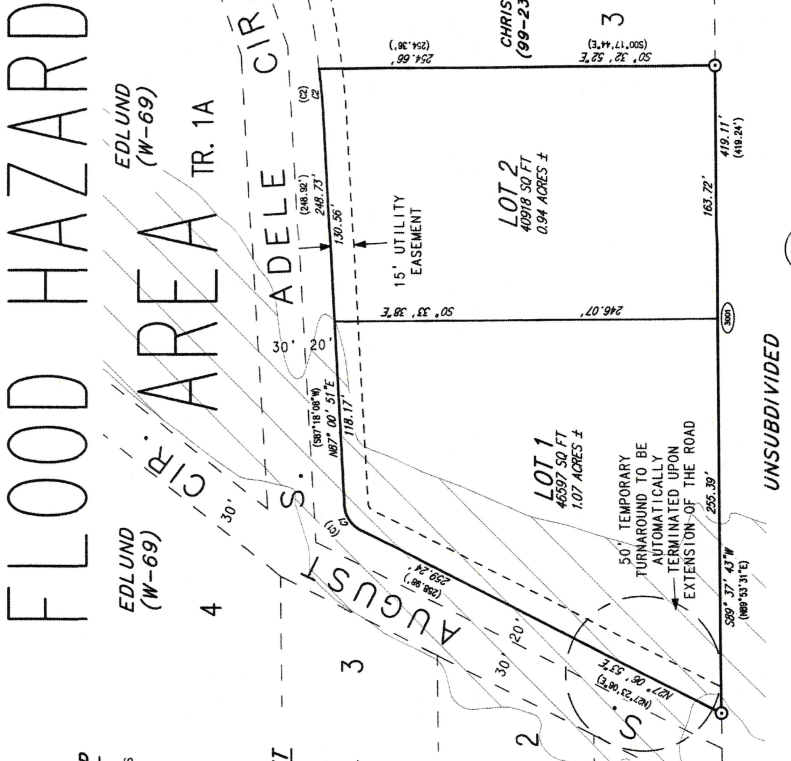 FLOOD HAZARD
AREA
EDLUND
(W-69)
TR. 1A
EDLUND
(W-69)
4
CIR.
30'
S. ADELE CIR
30' 20'
(248.92')
248.73'
(C2)
C2
130.56'
(S87°18'08"W)
N87° 00' 51"E
118.17'
C1
(C1)
15' UTILITY
EASEMENT
254.66'
(254.36')
S0° 32' 52"E
(S00°17'44"E)
CHRIS
(99-23
3
LOT 2
40918 SQ FT
0.94 ACRES ±
S0° 33' 38"E
246.07'
LOT 1
46597 SQ FT
1.07 ACRES ±
S. AUGUST
259.24'
(258.98')
30' 20'
N27° 06' 53"E
(N27°23'08"E)
50' TEMPORARY
TURNAROUND TO BE
AUTOMATICALLY
TERMINATED UPON
EXTENSION OF THE ROAD
3
2
255.39'
163.72'
S89° 37' 43"W
(N89°53'31"E)
419.11'
(419.24')
3001
UNSUBDIVIDED